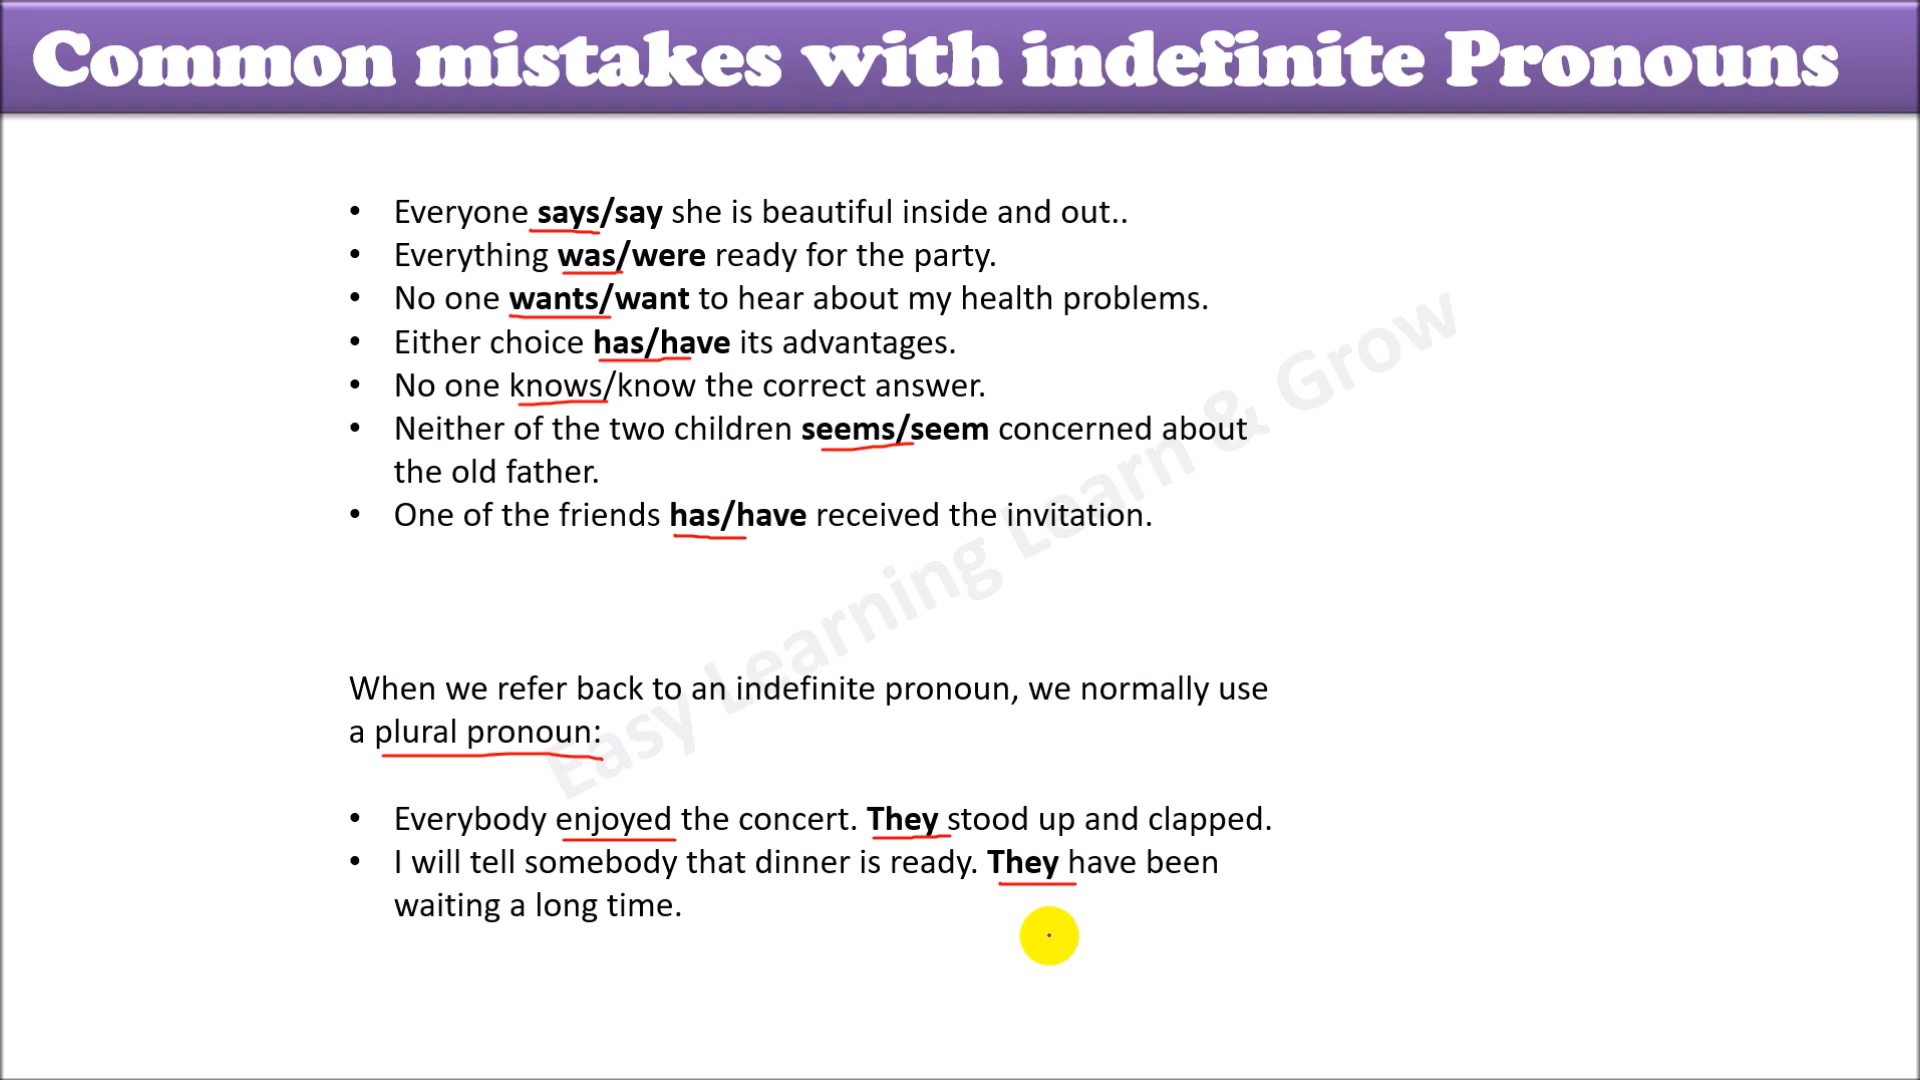 Common mistakes with indefinite Pronouns
• Everyone says/say she is beautiful inside and out..
• Everything was/were ready for the party.
• No one wants/want to hear about my health problems.
• Either choice has/have its advantages.
• No one knows/know the correct answer.
• Neither of the two children seems/seem concerned about
the old father.
• One of the friends has/have received the invitation.
When we refer back to an indefinite pronoun, we normally use
a plural pronoun:
• Everybody enjoyed the concert. They stood up and clapped.
• I will tell somebody that dinner is ready. They have been
waiting a long time.
Easy Learning Learn & Grow